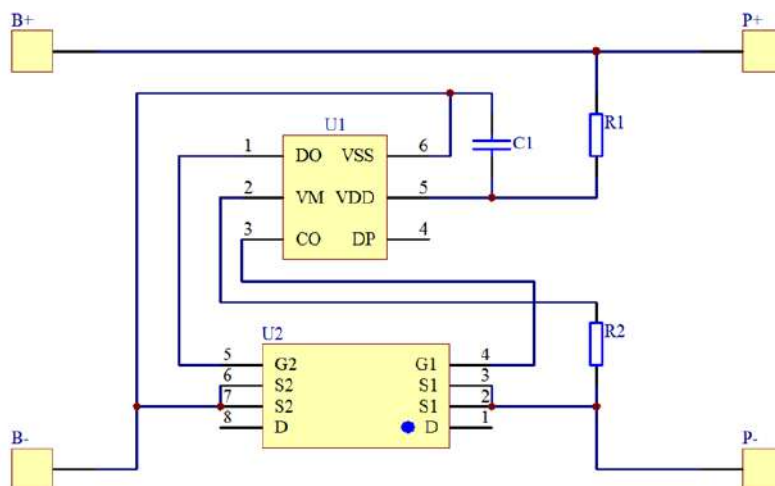 B+ P+
U1 C1 R1
1 DO VSS 6
2 VM VDD 5
3 CO DP 4
U2 R2
5 G2 G1 4
6 S2 S1 3
7 S2 S1 2
8 D D 1
B- P-